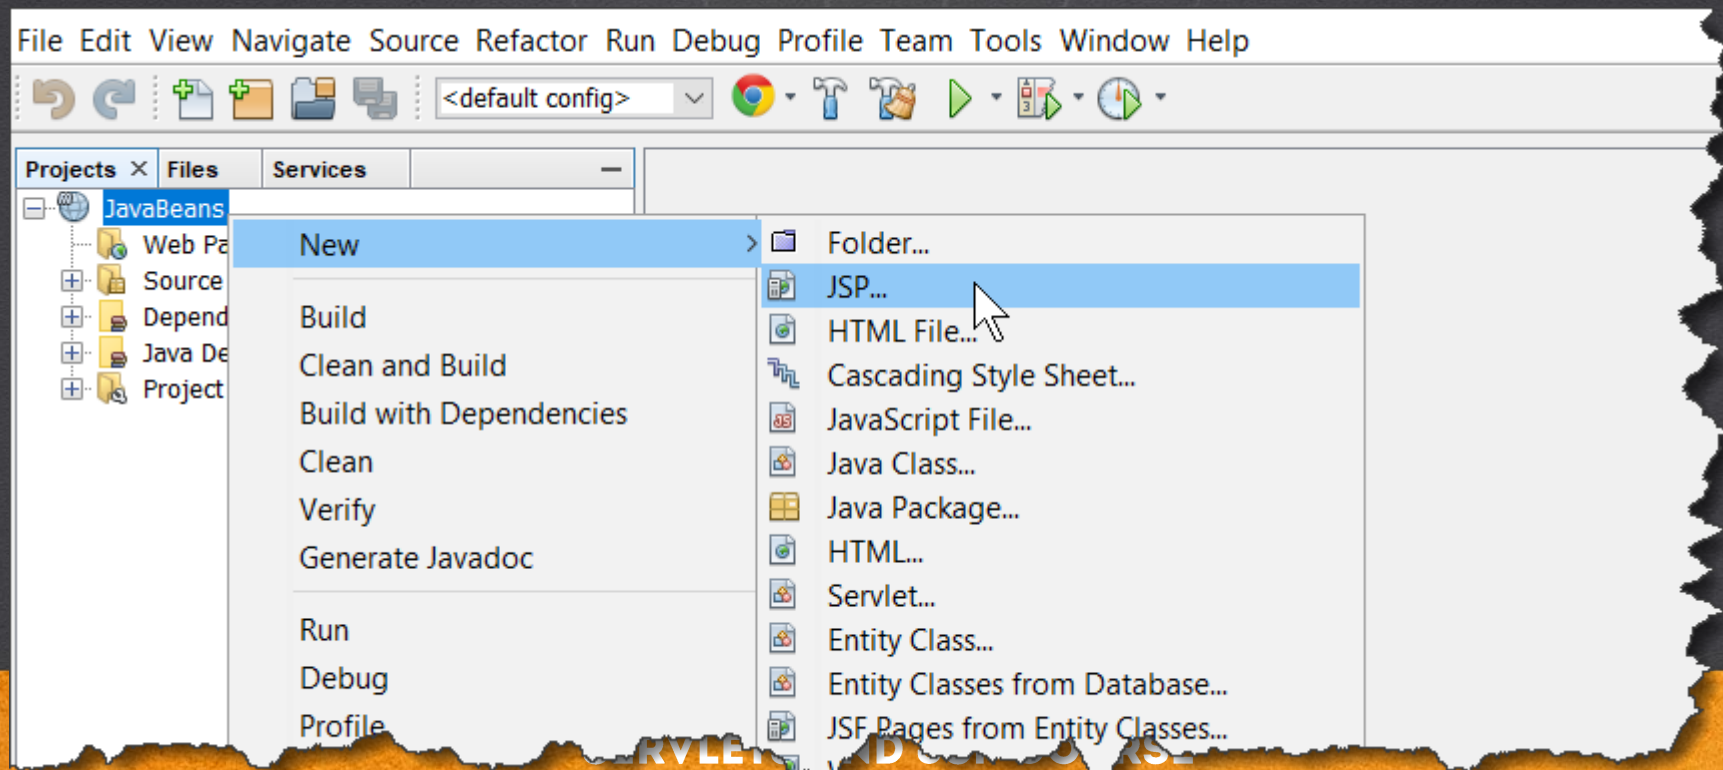 File Edit View Navigate Source Refactor Run Debug Profile Team Tools Window Help
<default config>
Projects Files Services
JavaBeans
Web Pa
Source
Depend
Java De
Project
New
Build
Clean and Build
Build with Dependencies
Clean
Verify
Generate Javadoc
Run
Debug
Profile
Folder...
JSP...
HTML File...
Cascading Style Sheet...
JavaScript File...
Java Class...
Java Package...
HTML...
Servlet...
Entity Class...
Entity Classes from Database...
JSF Pages from Entity Classes...